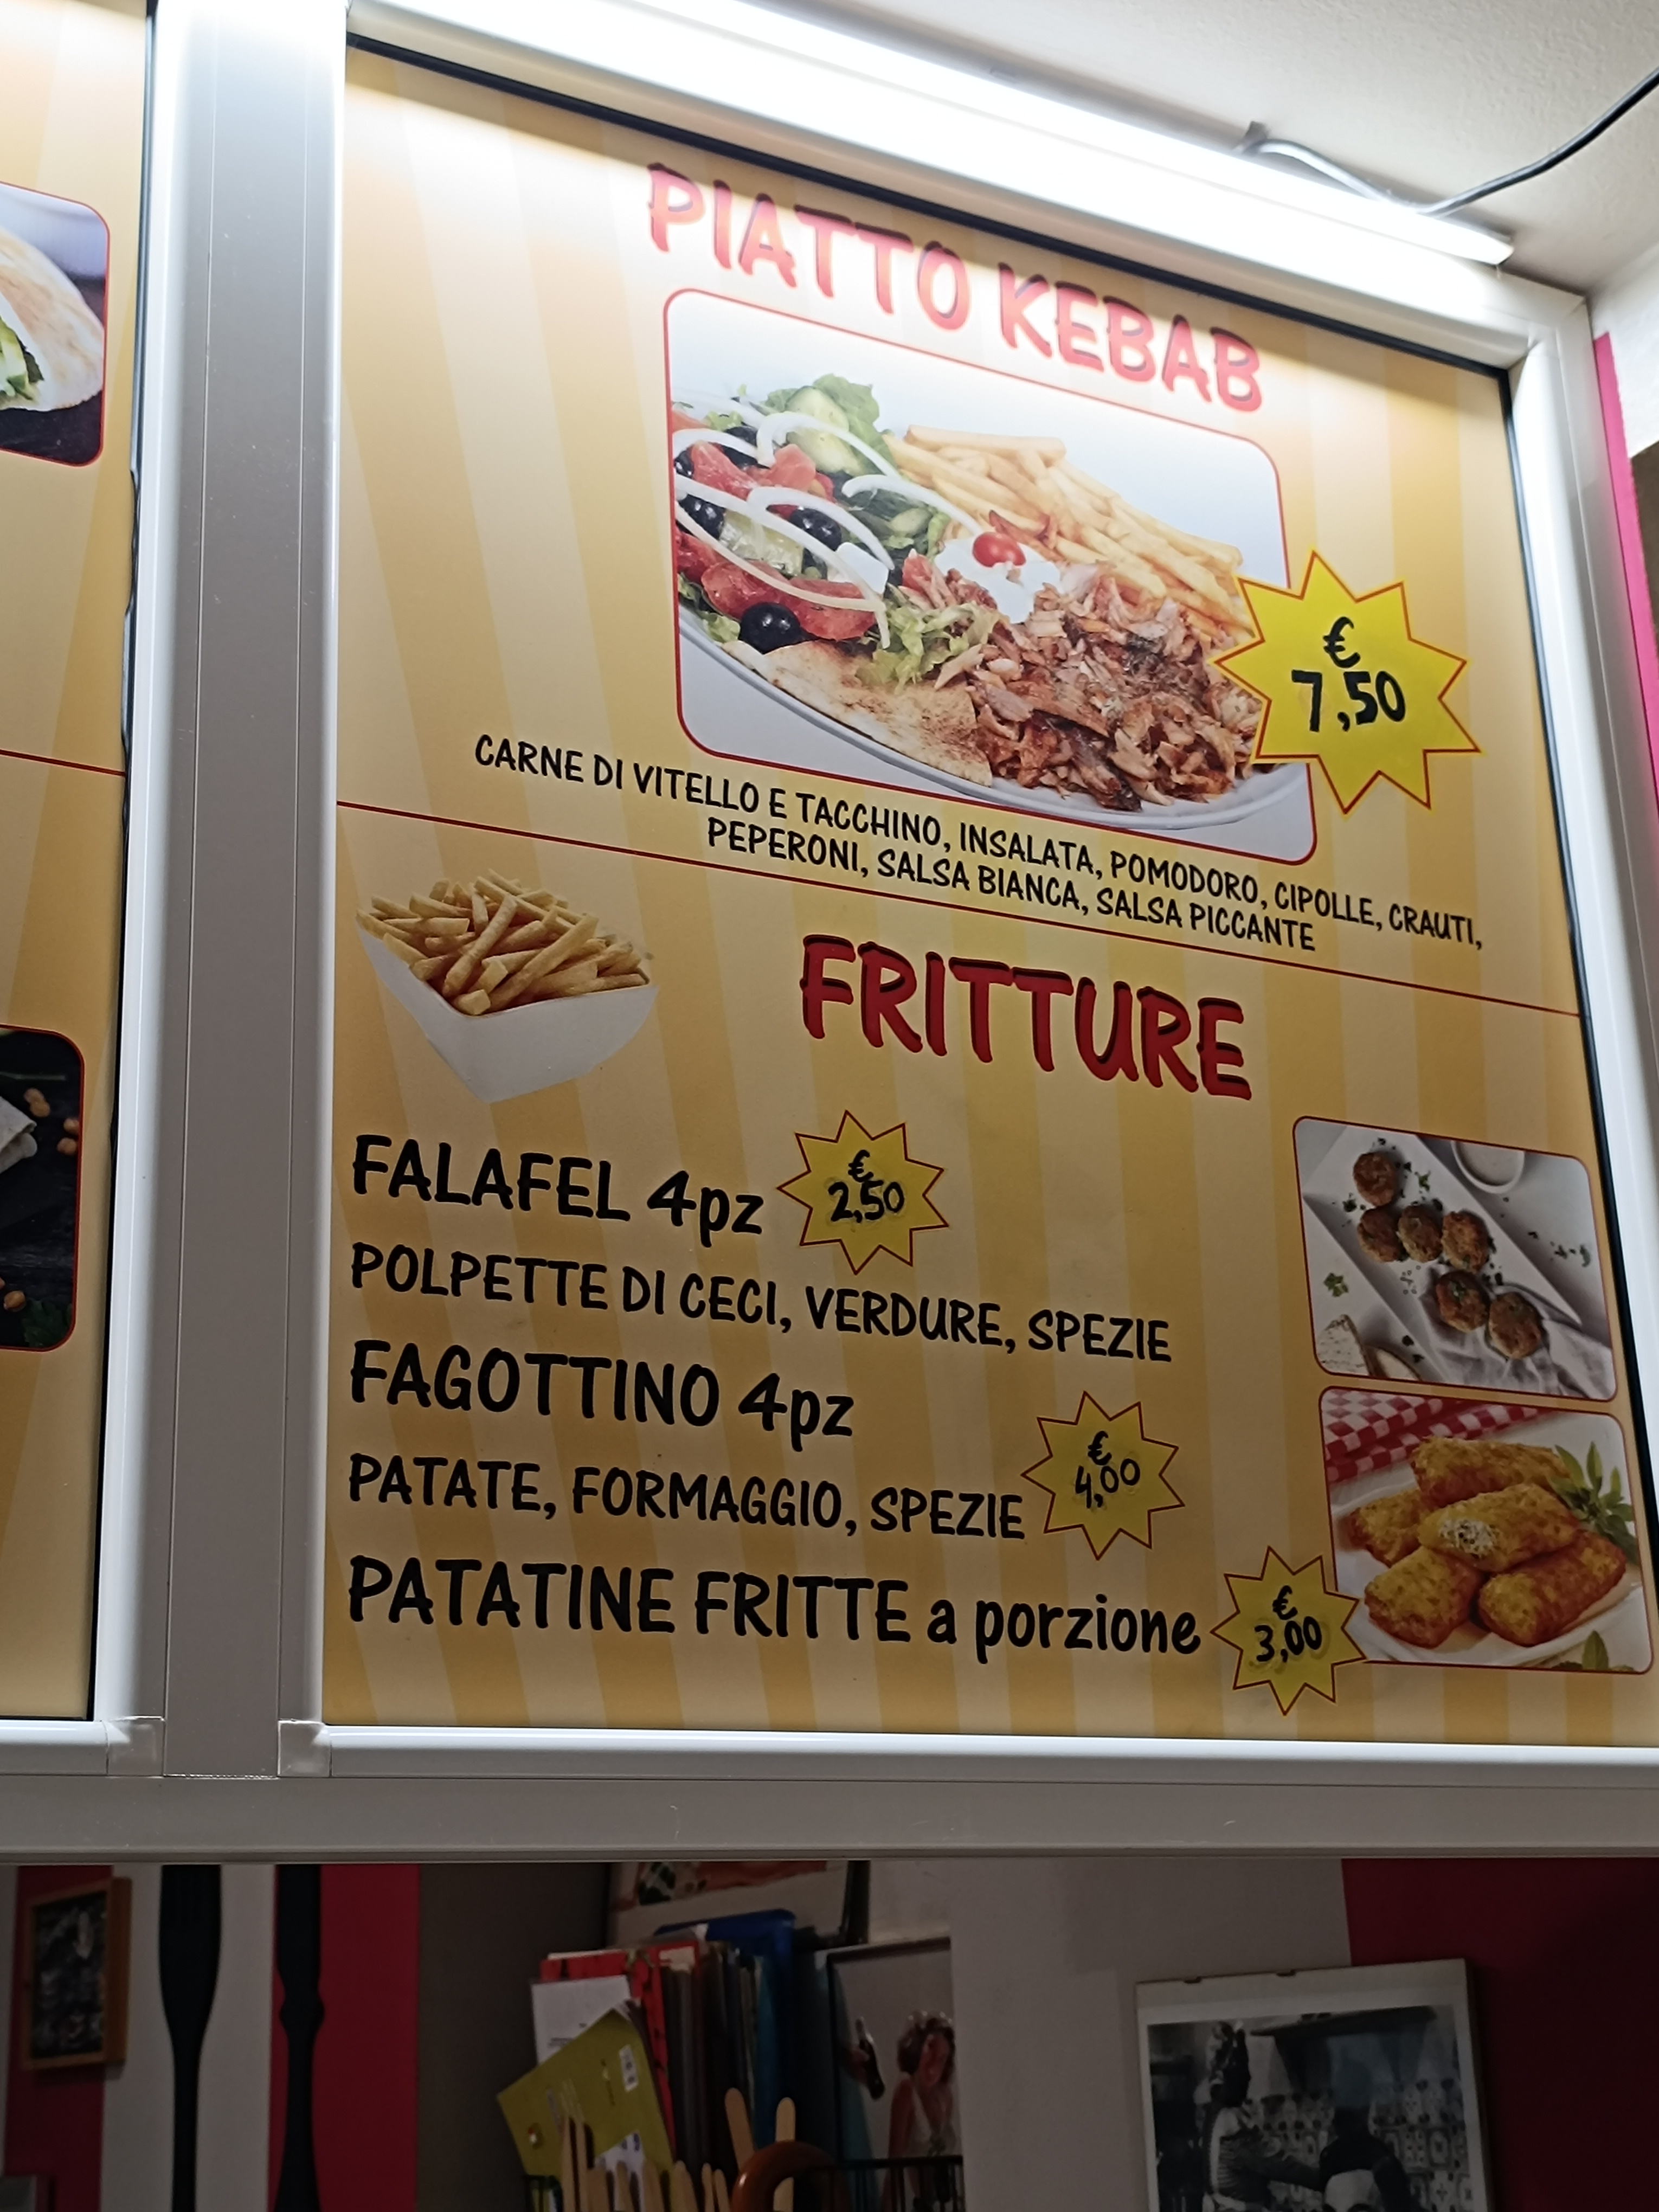 PIATTO KEBAB
€
7,50
CARNE DI VITELLO E TACCHINO, INSALATA, POMODORO, CIPOLLE, CRAUTI,
PEPERONI, SALSA BIANCA, SALSA PICCANTE
FRITTURE
FALAFEL 4pz
€
2,50
POLPETTE DI CECI, VERDURE, SPEZIE
FAGOTTINO 4pz
PATATE, FORMAGGIO, SPEZIE
€
4,00
PATATINE FRITTE a porzione
€
3,00